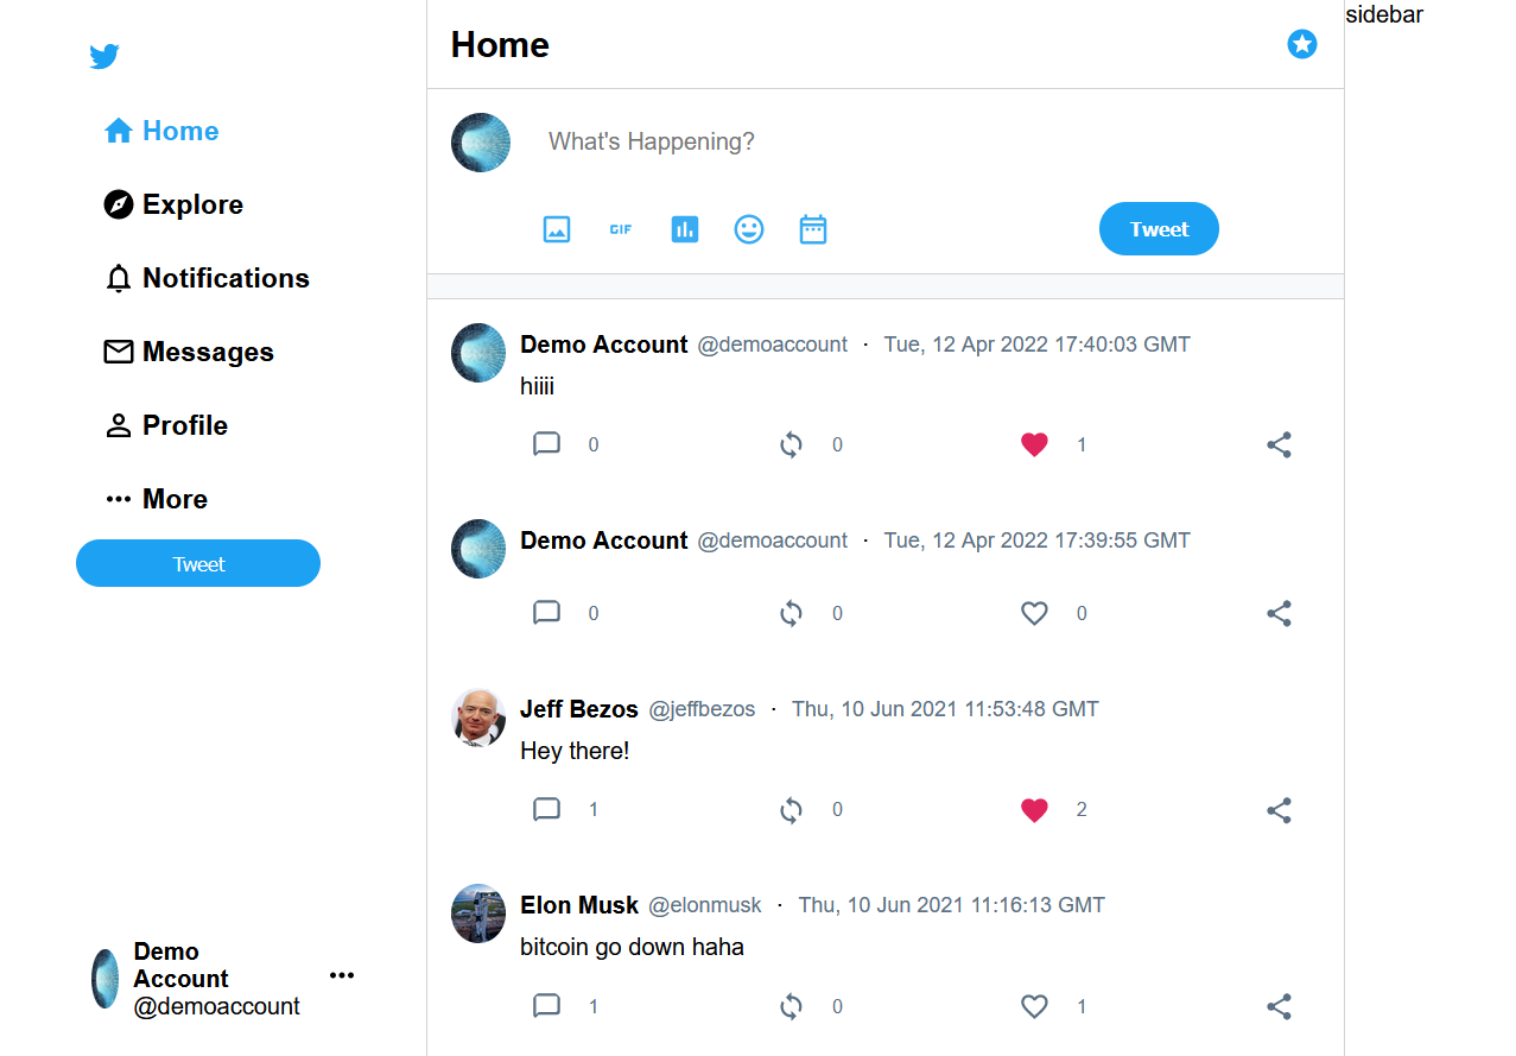 Home
Explore
Notifications
Messages
Profile
More
Tweet
Demo
Account
@demoaccount
Home
What's Happening?
GIF
Tweet
Demo Account @demoaccount · Tue, 12 Apr 2022 17:40:03 GMT
hiiii
0 0 1
Demo Account @demoaccount · Tue, 12 Apr 2022 17:39:55 GMT
0 0 0
Jeff Bezos @jeffbezos · Thu, 10 Jun 2021 11:53:48 GMT
Hey there!
1 0 2
Elon Musk @elonmusk · Thu, 10 Jun 2021 11:16:13 GMT
bitcoin go down haha
1 0 1
sidebar